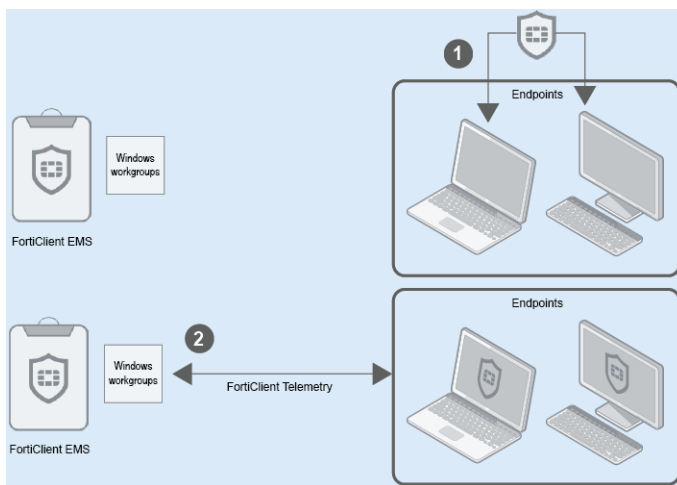 1
Endpoints
Windows
workgroups
FortiClient EMS
Endpoints
2
Windows
workgroups
FortiClient Telemetry
FortiClient EMS